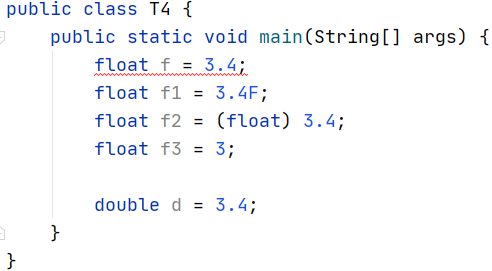 public class T4 {
public static void main(String[] args) {
float f = 3.4;
float f1 = 3.4F;
float f2 = (float) 3.4;
float f3 = 3;
double d = 3.4;
}
}